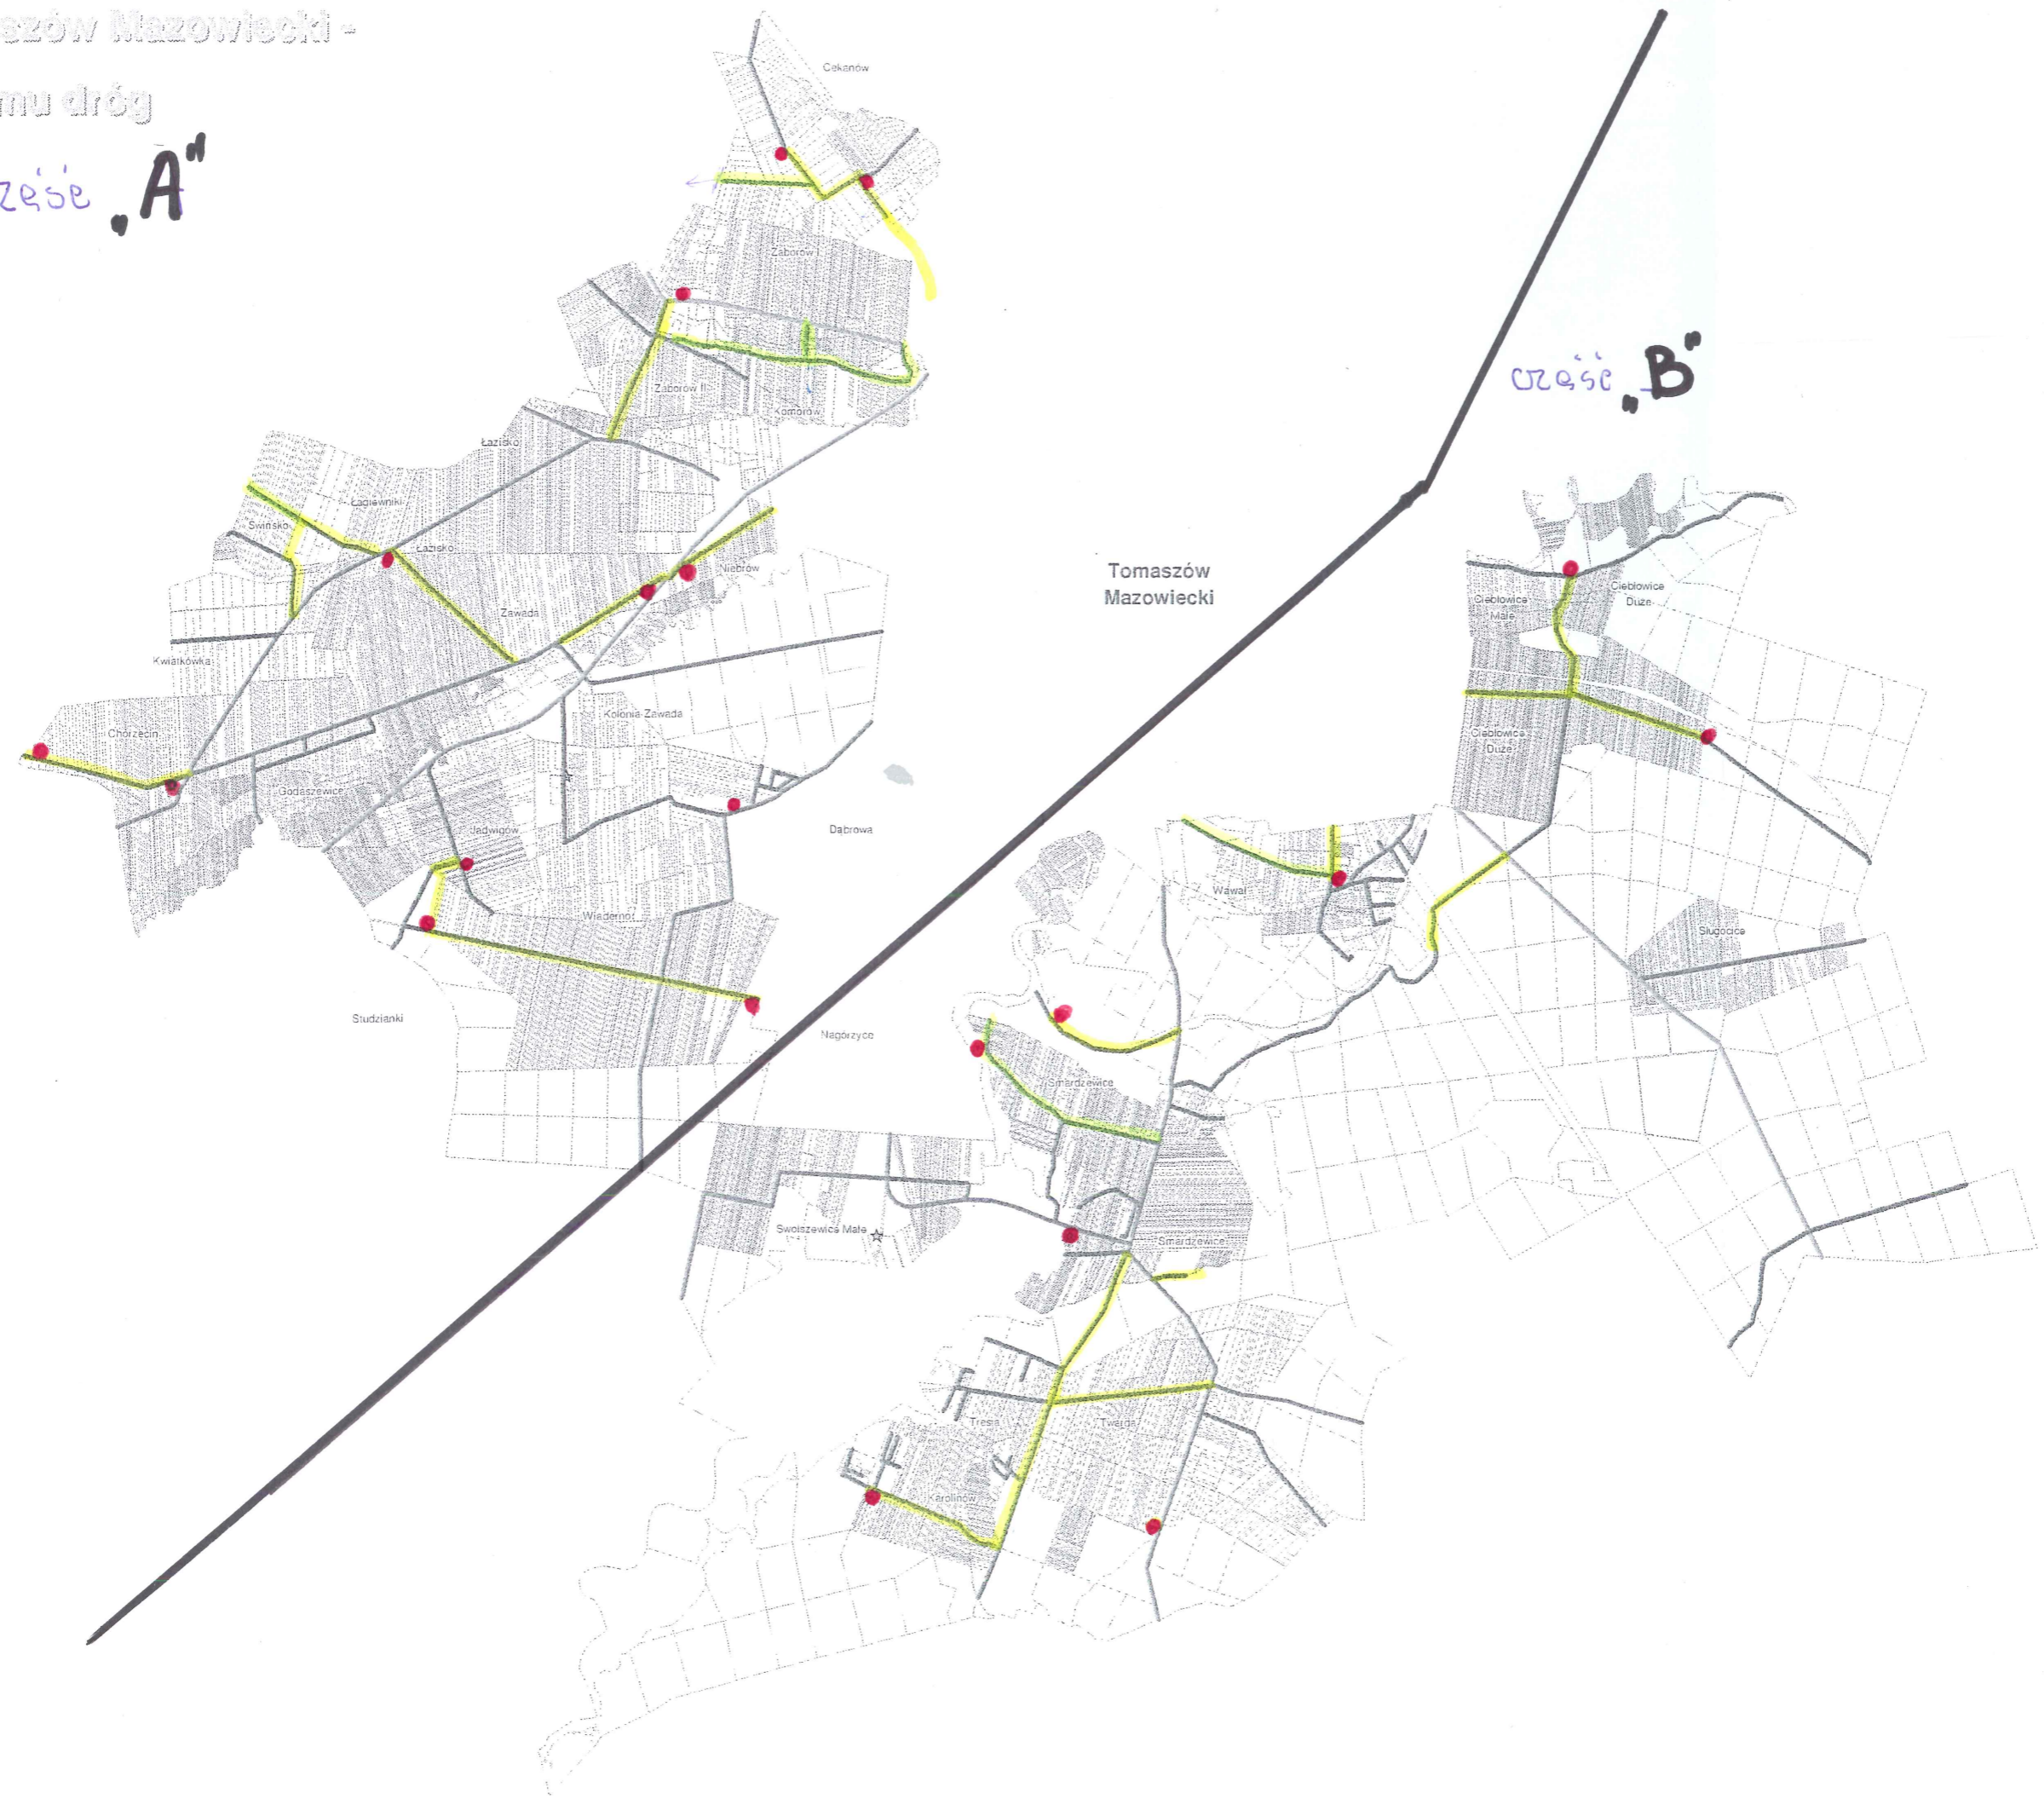 szów Mazowiecki -
mu dróg
zęść „A"
Cekanów
Zaborów I
Zaborów II
Komorów
Łazisko
Łagiewniki
Świńsko
Łazisko
Niebrów
Zawada
Kwiatkówka
Kolonia Zawada
Chorzęcin
Godaszewice
Jadwigów
Dąbrowa
Wiaderno
Studzianki
Nagórzyce
Tomaszów
Mazowiecki
część „B"
Ciebłowice
Małe
Ciebłowice
Duże
Ciebłowice
Duże
Wąwał
Sługocice
Smardzewice
Swolszewice Małe
Smardzewice
Tresta
Twarda
Karolinów